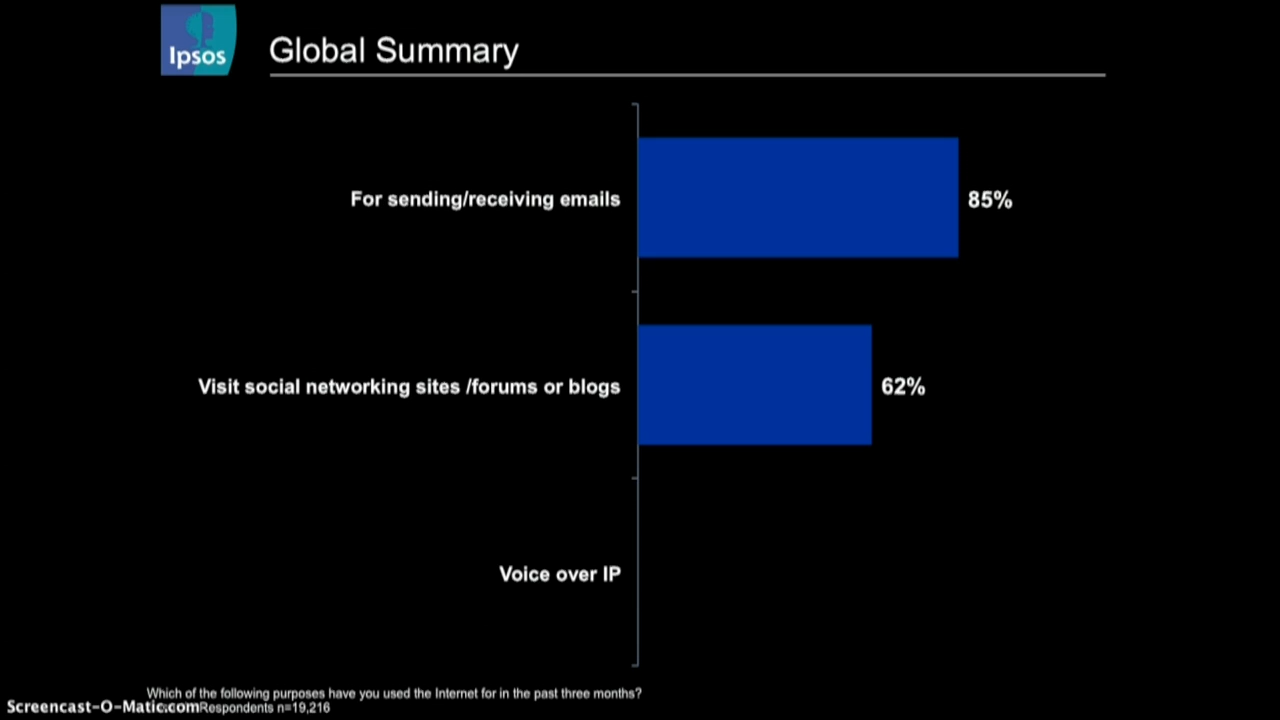 Ipsos
Global Summary
For sending/receiving emails
85%
Visit social networking sites /forums or blogs
62%
Voice over IP
Which of the following purposes have you used the Internet for in the past three months?
Screencast-O-Matic.com
Respondents n=19,216